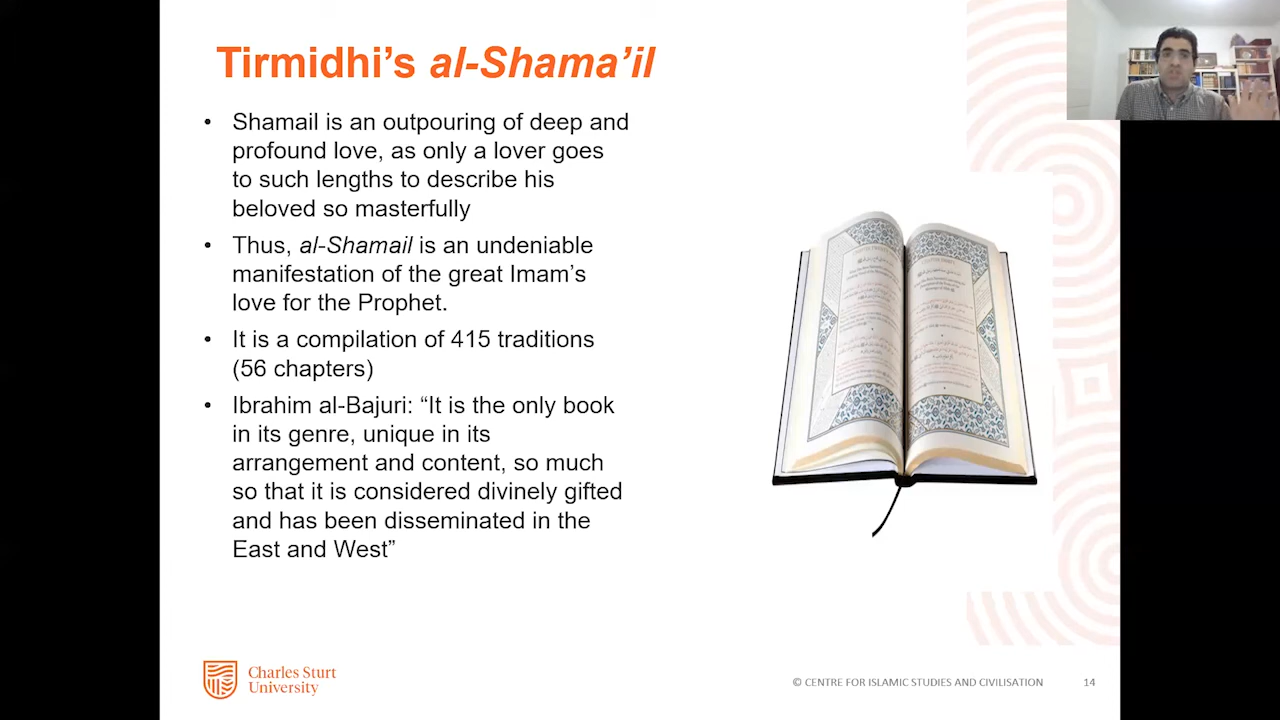 Tirmidhi’s al-Shama’il
• Shamail is an outpouring of deep and
profound love, as only a lover goes
to such lengths to describe his
beloved so masterfully
• Thus, al-Shamail is an undeniable
manifestation of the great Imam’s
love for the Prophet.
• It is a compilation of 415 traditions
(56 chapters)
• Ibrahim al-Bajuri: “It is the only book
in its genre, unique in its
arrangement and content, so much
so that it is considered divinely gifted
and has been disseminated in the
East and West”
Charles Sturt
University
© CENTRE FOR ISLAMIC STUDIES AND CIVILISATION
14